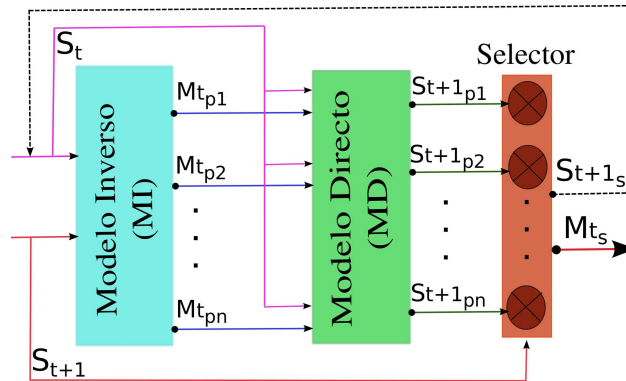 Selector
St
Mtp1
St+1p1
Mtp2
St+1p2
St+1s
Modelo Inverso
(MI)
Modelo Directo
(MD)
Mts
Mtpn
St+1pn
St+1